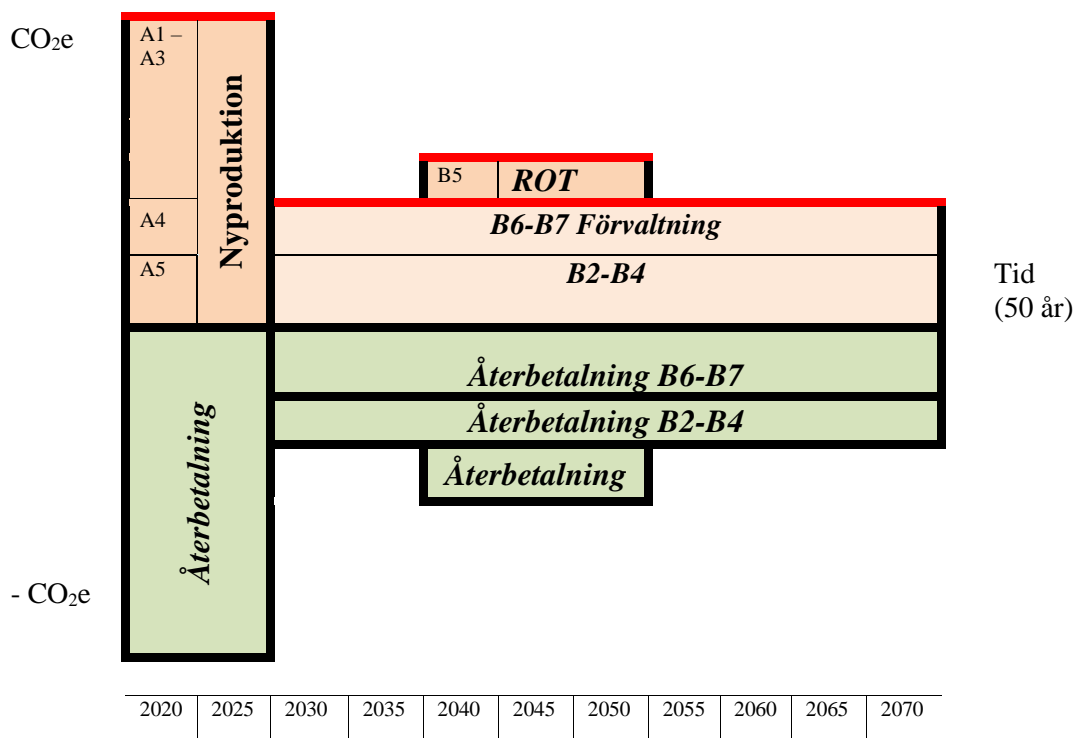 CO₂e
A1 –
A3
Nyproduktion
B5
ROT
A4
B6-B7 Förvaltning
A5
B2-B4
Tid
(50 år)
Återbetalning B6-B7
Återbetalning B2-B4
Återbetalning
Återbetalning
- CO₂e
2020 2025 2030 2035 2040 2045 2050 2055 2060 2065 2070